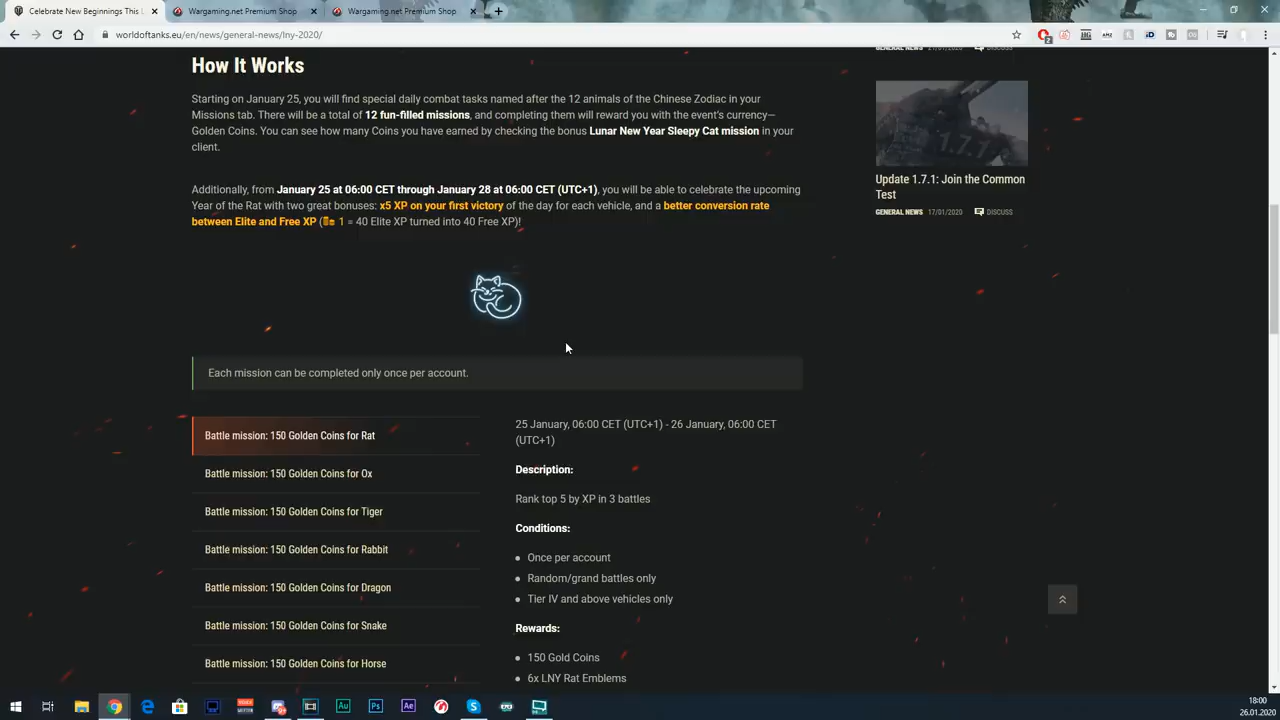 Celebrate New Beginnings This L
Wargaming.net Premium Shop
Wargaming.net Premium Shop
worldoftanks.eu/en/news/general-news/lny-2020/
How It Works
Starting on January 25, you will find special daily combat tasks named after the 12 animals of the Chinese Zodiac in your
Missions tab. There will be a total of 12 fun-filled missions, and completing them will reward you with the event's currency—
Golden Coins. You can see how many Coins you have earned by checking the bonus Lunar New Year Sleepy Cat mission in your
client.
Additionally, from January 25 at 06:00 CET through January 28 at 06:00 CET (UTC+1), you will be able to celebrate the upcoming
Year of the Rat with two great bonuses: x5 XP on your first victory of the day for each vehicle, and a better conversion rate
between Elite and Free XP ( 1 = 40 Elite XP turned into 40 Free XP)!
Each mission can be completed only once per account.
Battle mission: 150 Golden Coins for Rat
Battle mission: 150 Golden Coins for Ox
Battle mission: 150 Golden Coins for Tiger
Battle mission: 150 Golden Coins for Rabbit
Battle mission: 150 Golden Coins for Dragon
Battle mission: 150 Golden Coins for Snake
Battle mission: 150 Golden Coins for Horse
25 January, 06:00 CET (UTC+1) - 26 January, 06:00 CET
(UTC+1)
Description:
Rank top 5 by XP in 3 battles
Conditions:
Once per account
Random/grand battles only
Tier IV and above vehicles only
Rewards:
150 Gold Coins
6x LNY Rat Emblems
GENERAL NEWS 21/01/2020 DISCUSS
1.7.1
Update 1.7.1: Join the Common
Test
GENERAL NEWS 17/01/2020 DISCUSS
18:00
26.01.2020